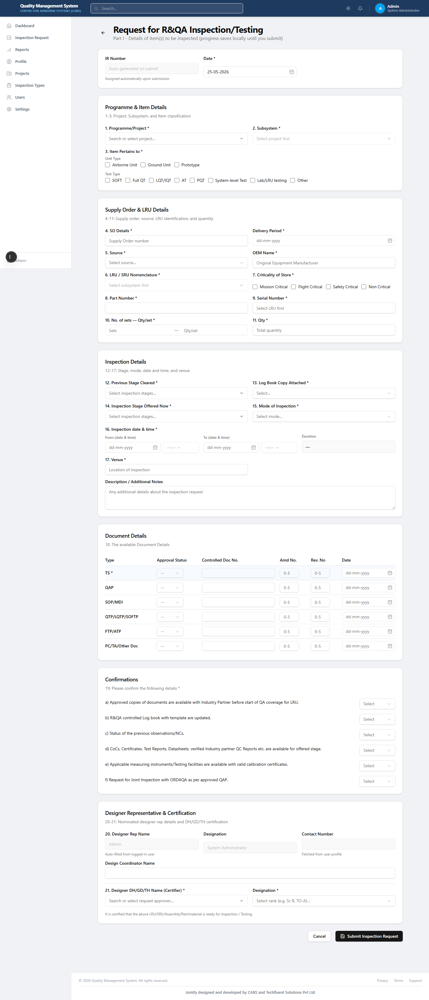 Quality Management System
CENTRE FOR AIRBORNE SYSTEMS (CABS)
Search...
A
Admin
System Administrator
Dashboard
Inspection Request
Reports
Profile
Projects
Inspection Types
Users
Settings
ollapse
Request for R&QA Inspection/Testing
Part I - Details of item(s) to be inspected (progress saves locally until you submit)
IR Number
Date *
Auto-generated on submit
25-05-2026
Assigned automatically upon submission
Programme & Item Details
1-3: Project, Subsystem, and Item classification
1. Programme/Project *
2. Subsystem *
Search or select project...
Select project first
3. Item Pertains to *
Unit Type
Airborne Unit Ground Unit Prototype
Test Type
SOFT Full QT LQT/IQT AT PQT System-level Test Lab/LRU testing Other
Supply Order & LRU Details
4-11: Supply order, source, LRU identification, and quantity
4. SO Details *
Delivery Period *
Supply Order number
dd-mm-yyyy
5. Source *
OEM Name *
Select source...
Original Equipment Manufacturer
6. LRU / SRU Nomenclature *
7. Criticality of Store *
Select subsystem first
Mission Critical Flight Critical Safety Critical Non Critical
8. Part Number *
9. Serial Number *
Select LRU first
10. No. of sets — Qty/set *
11. Qty *
Sets — Qty/set
Total quantity
Inspection Details
12-17: Stage, mode, date and time, and venue
12. Previous Stage Cleared *
13. Log Book Copy Attached *
Select inspection stages...
Select...
14. Inspection Stage Offered Now *
15. Mode of Inspection *
Select inspection stages...
Select mode...
16. Inspection date & time *
From (date & time)
To (date & time)
Duration
dd-mm-yyyy --:-- --
dd-mm-yyyy --:-- --
—
17. Venue *
Location of inspection
Description / Additional Notes
Any additional details about the inspection request
Document Details
18. The available Document Details
Type Approval Status Controlled Doc No. Amd No. Rev. No Date
TS * -- 0-5 0-5 dd-mm-yyyy
QAP -- 0-5 0-5 dd-mm-yyyy
SOP/MDI -- 0-5 0-5 dd-mm-yyyy
QTP/LQTP/SOFTP -- 0-5 0-5 dd-mm-yyyy
FTP/ATP -- 0-5 0-5 dd-mm-yyyy
PC/TA/Other Doc -- 0-5 0-5 dd-mm-yyyy
Confirmations
19: Please confirm the following details *
a) Approved copies of documents are available with Industry Partner before start of QA coverage for LRU.
Select
b) R&QA controlled Log book with template are updated.
Select
c) Status of the previous observations/NCs.
Select
d) CoCs, Certificates, Test Reports, Datasheets, verified Industry partner QC Reports etc. are available for offered stage.
Select
e) Applicable measuring instruments/Testing facilities are available with valid calibration certificates.
Select
f) Request for Joint Inspection with ORDAQA as per approved QAP.
Select
Designer Representative & Certification
20-21: Nominated designer rep details and DH/GD/TH certification
20. Designer Rep Name
Designation
Contact Number
Admin
System Administrator
Auto-filled from logged-in user
Fetched from user profile
Design Coordinator Name
21. Designer DH/GD/TH Name (Certifier) *
Designation *
Search or select request approver...
Select rank (e.g. Sc B, TO-A)...
It is certified that the above LRU/SRU/Assembly/Part/material is ready for Inspection / Testing.
Cancel
Submit Inspection Request
© 2026 Quality Management System. All rights reserved.
Privacy Terms Support
Jointly designed and developed by CABS and Techfluent Solutions Pvt Ltd